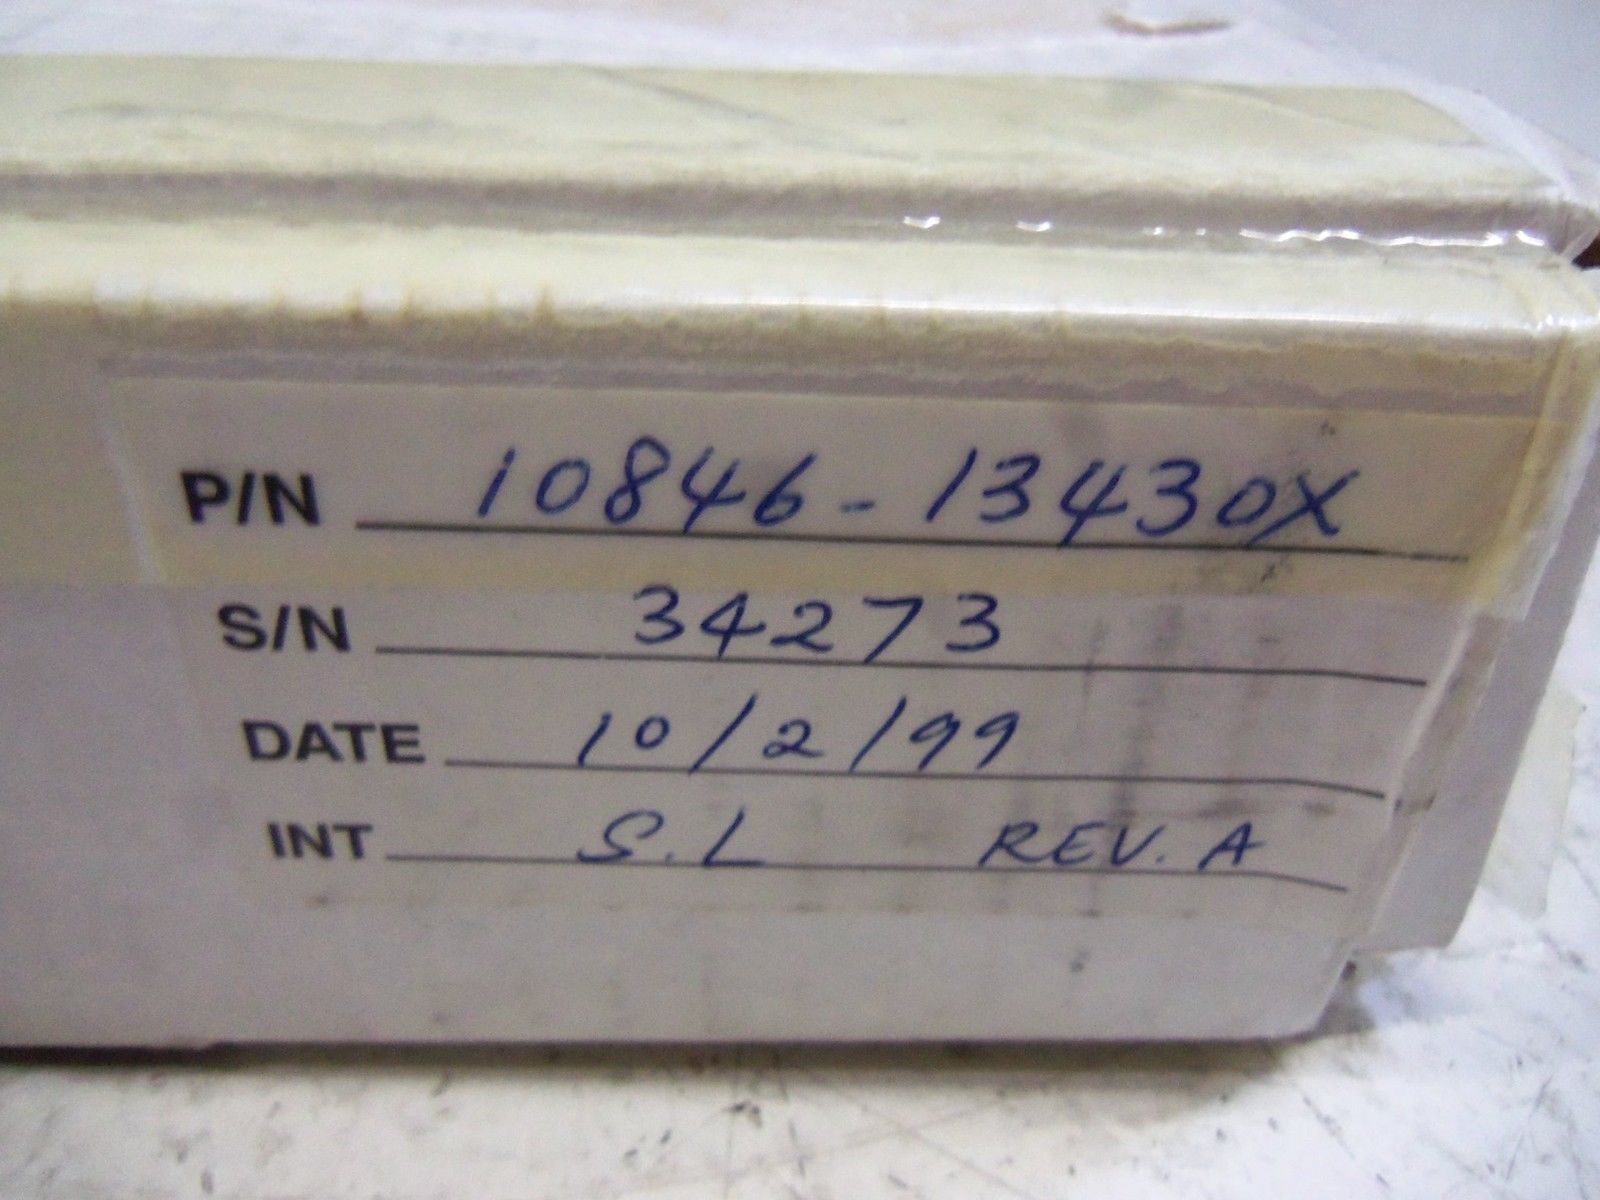 P/N 10846-13430X
S/N 34273
DATE 10/2/99
INT S.L REV. A